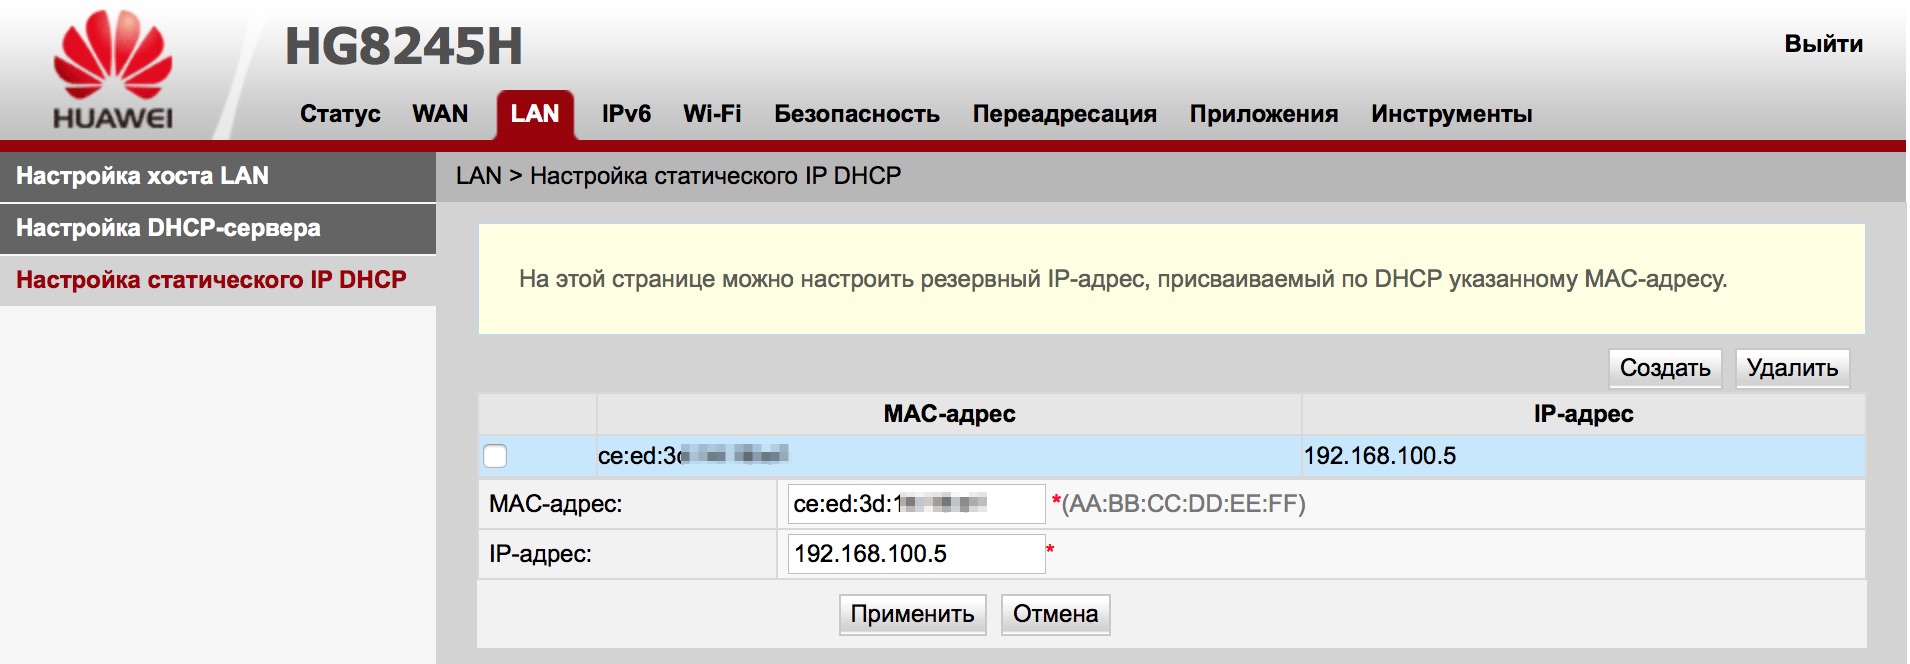 HUAWEI
HG8245H
Выйти
Статус WAN LAN IPv6 Wi-Fi Безопасность Переадресация Приложения Инструменты
Настройка хоста LAN
Настройка DHCP-сервера
Настройка статического IP DHCP
LAN > Настройка статического IP DHCP
На этой странице можно настроить резервный IP-адрес, присваиваемый по DHCP указанному MAC-адресу.
Создать Удалить
MAC-адрес IP-адрес
ce:ed:3d 192.168.100.5
MAC-адрес: ce:ed:3d:1 *(AA:BB:CC:DD:EE:FF)
IP-адрес: 192.168.100.5 *
Применить Отмена